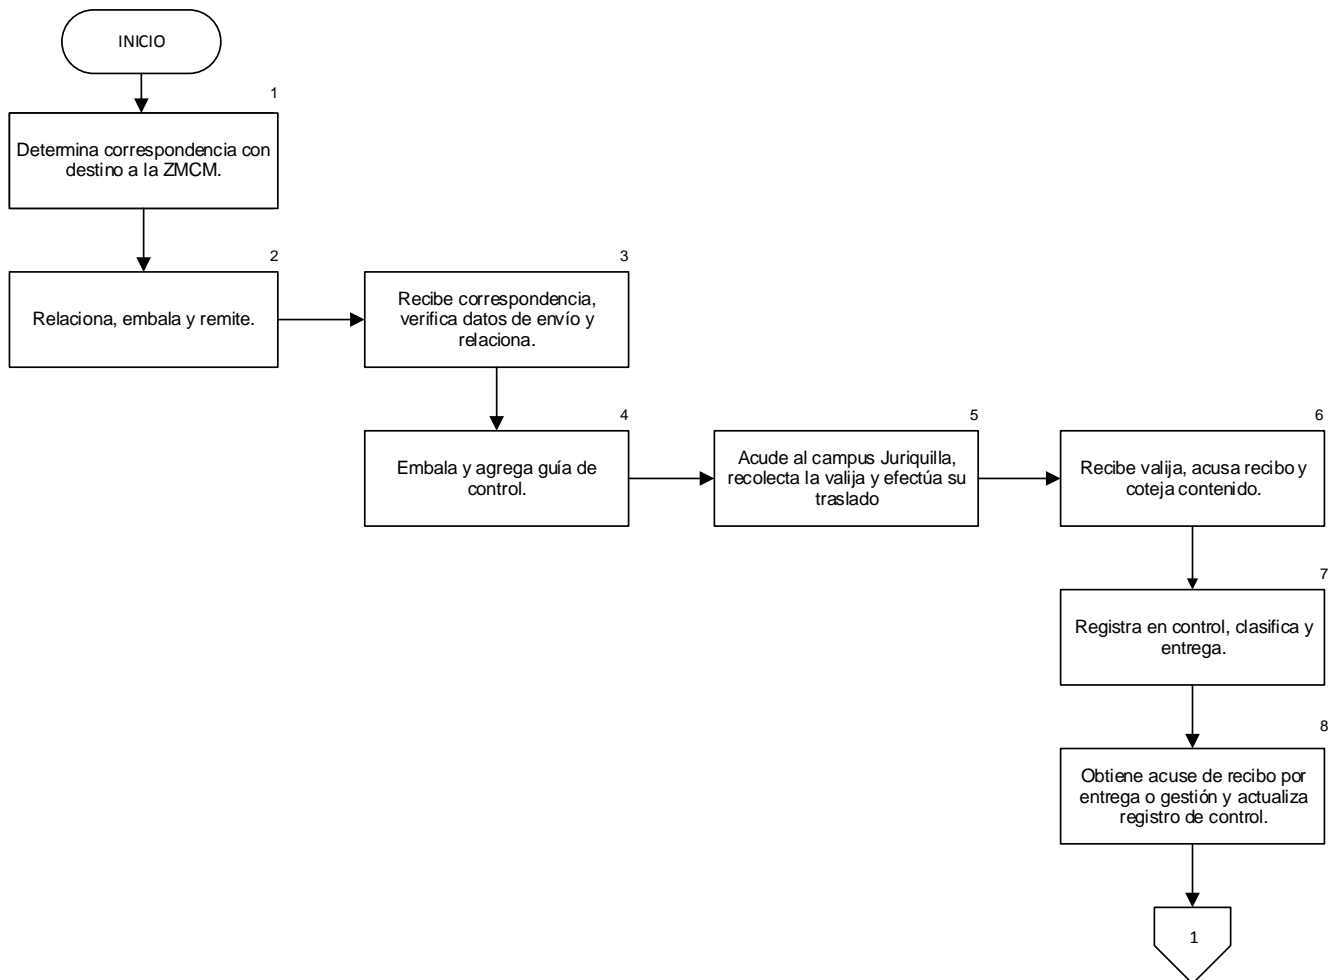 INICIO
1
Determina correspondencia con
destino a la ZMCM.
2
Relaciona, embala y remite.
3
Recibe correspondencia,
verifica datos de envío y
relaciona.
4
Embala y agrega guía de
control.
5
Acude al campus Juriquilla,
recolecta la valija y efectúa su
traslado
6
Recibe valija, acusa recibo y
coteja contenido.
7
Registra en control, clasifica y
entrega.
8
Obtiene acuse de recibo por
entrega o gestión y actualiza
registro de control.
1